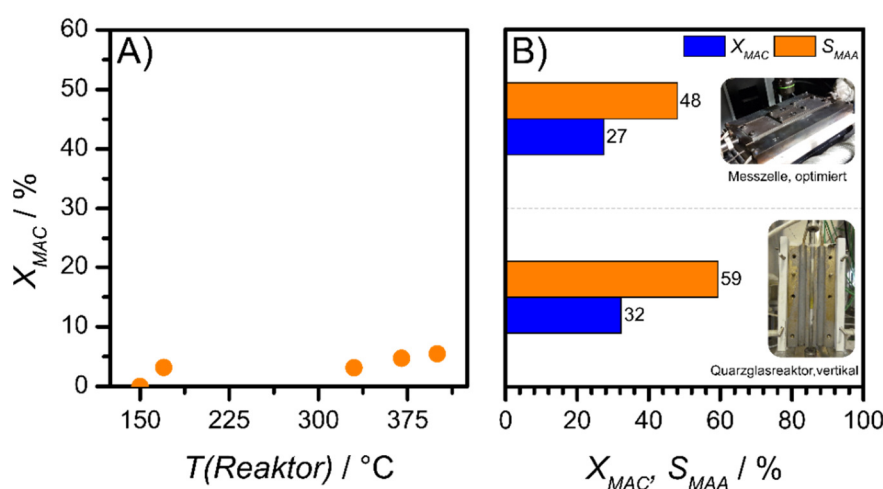 A)
60
50
40
30
20
10
0
X_MAC / %
150 225 300 375
T(Reaktor) / °C
B)
X_MAC S_MAA
48
27
Messzelle, optimiert
59
32
Quarzglasreaktor,vertikal
0 20 40 60 80 100
X_MAC, S_MAA / %